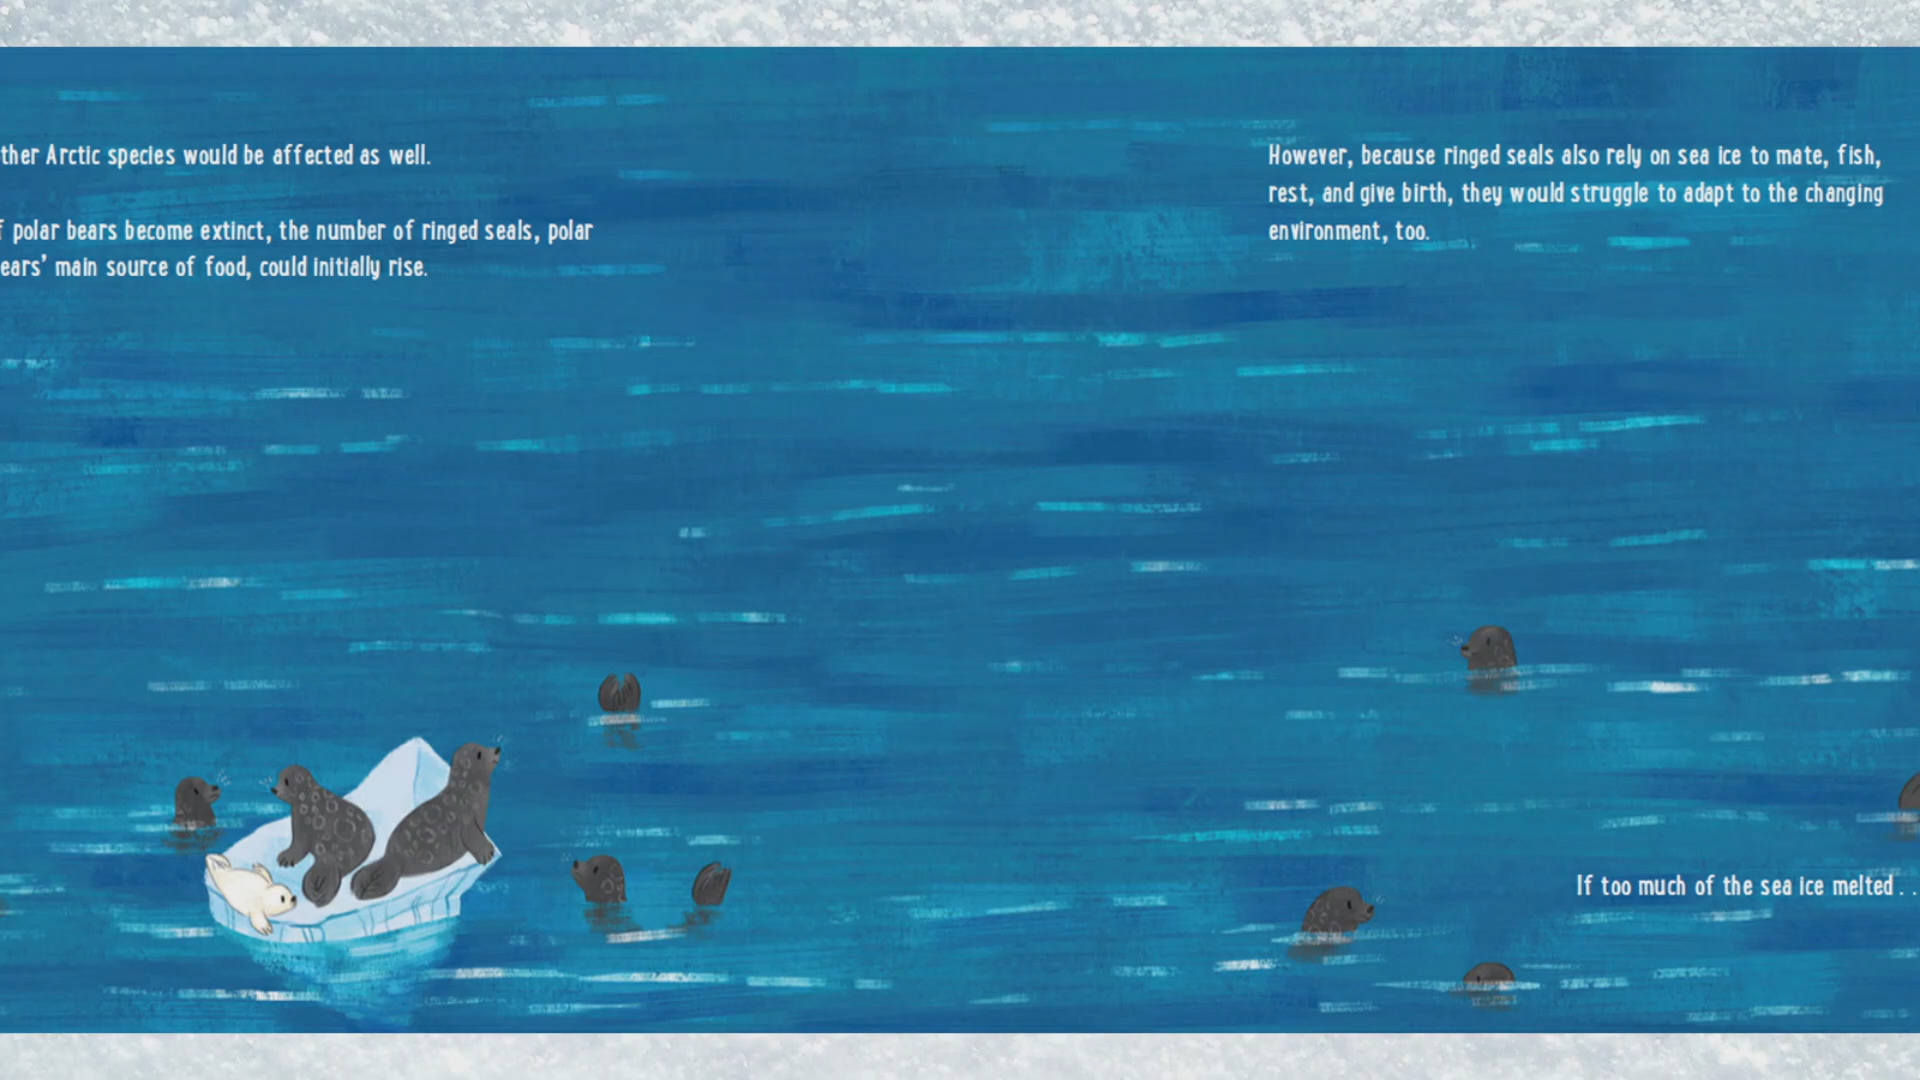 ther Arctic species would be affected as well.
f polar bears become extinct, the number of ringed seals, polar
ears' main source of food, could initially rise.
However, because ringed seals also rely on sea ice to mate, fish,
rest, and give birth, they would struggle to adapt to the changing
environment, too.
If too much of the sea ice melted . .